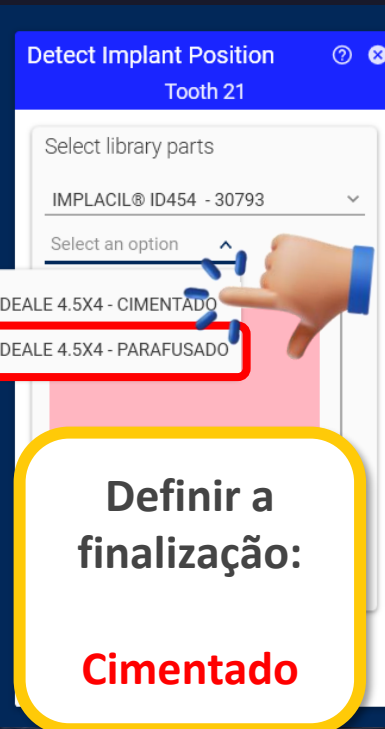 Detect Implant Position
Tooth 21
Select library parts
IMPLACIL® ID454 - 30793
Select an option
DEALE 4.5X4 - CIMENTADO
DEALE 4.5X4 - PARAFUSADO
Definir a
finalização:
Cimentado